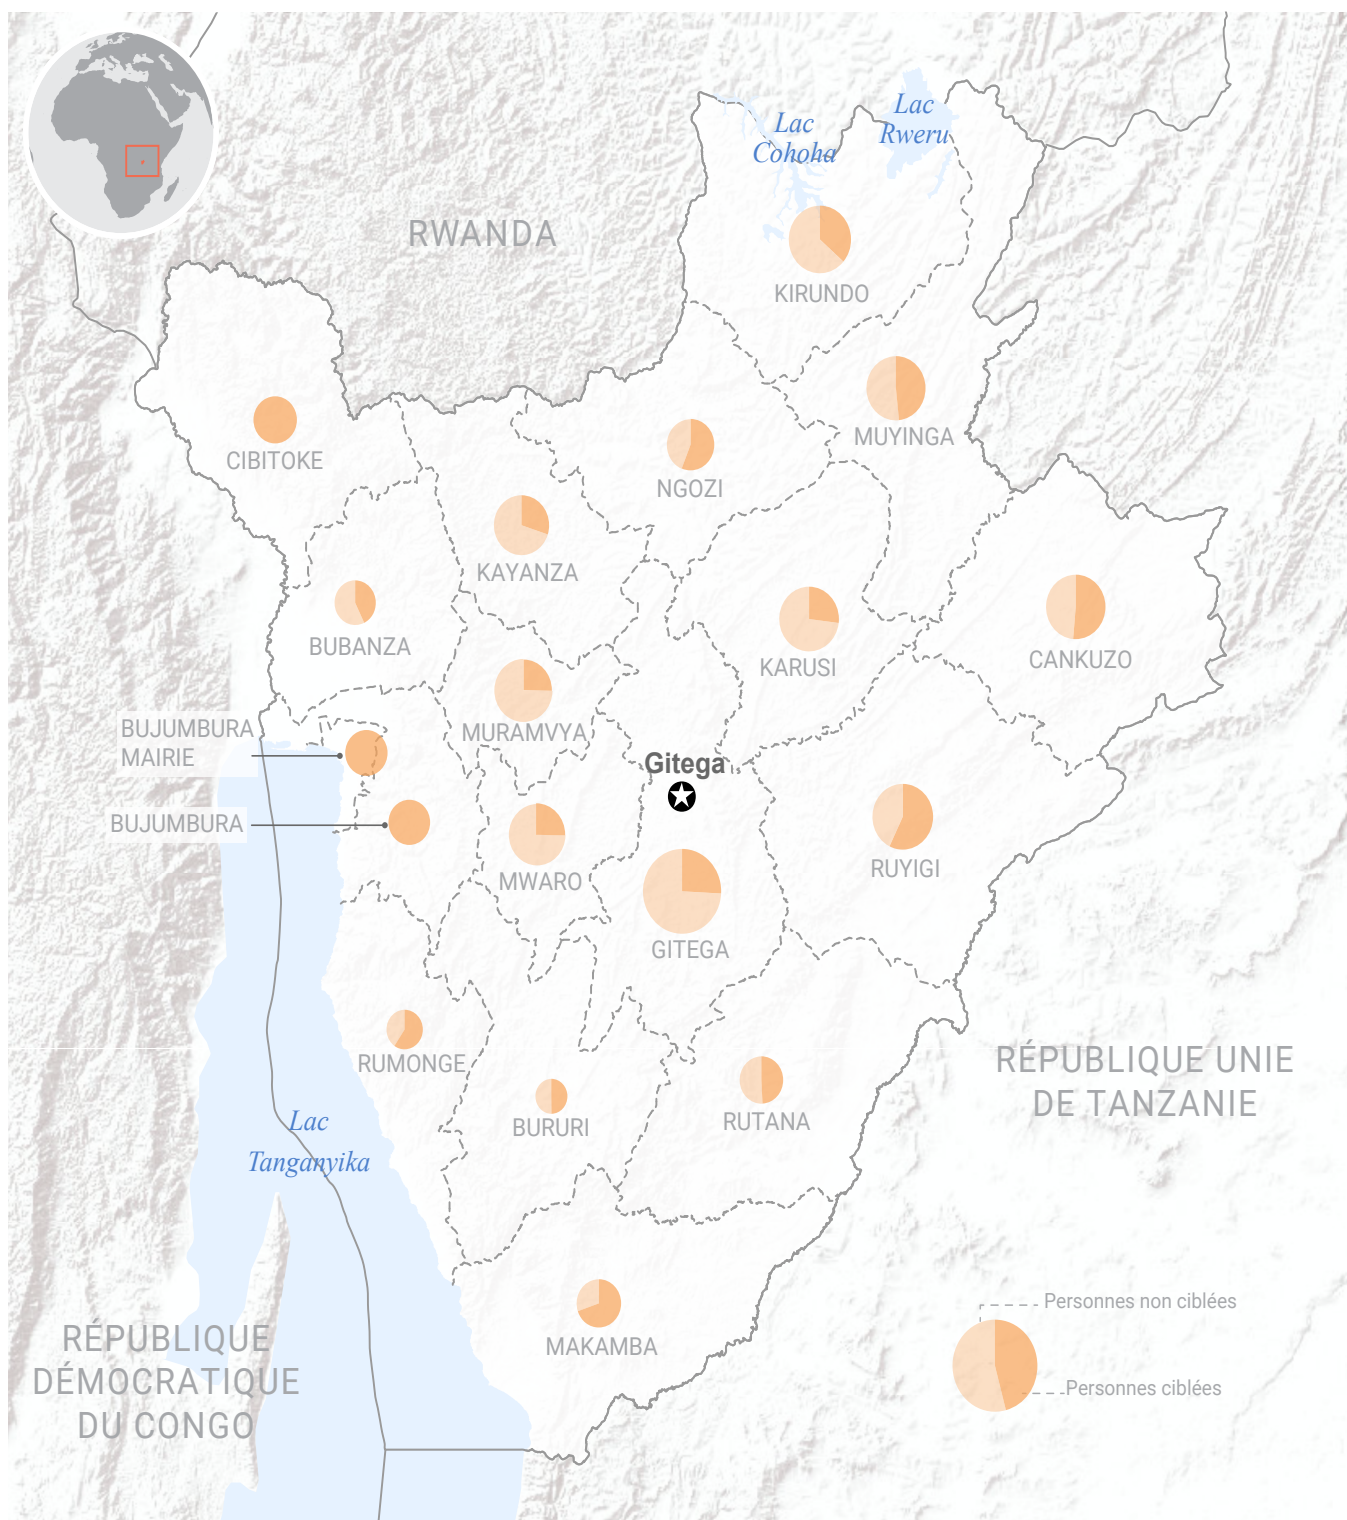 Lac
Rweru
Lac
Cohoha
RWANDA
KIRUNDO
MUYINGA
CIBITOKE
NGOZI
KAYANZA
BUBANZA
KARUSI
CANKUZO
BUJUMBURA
MAIRIE
MURAMVYA
Gitega
BUJUMBURA
MWARO
RUYIGI
GITEGA
RUMONGE
RÉPUBLIQUE UNIE
DE TANZANIE
BURURI
RUTANA
Lac
Tanganyika
MAKAMBA
RÉPUBLIQUE
DÉMOCRATIQUE
DU CONGO
Personnes non ciblées
Personnes ciblées